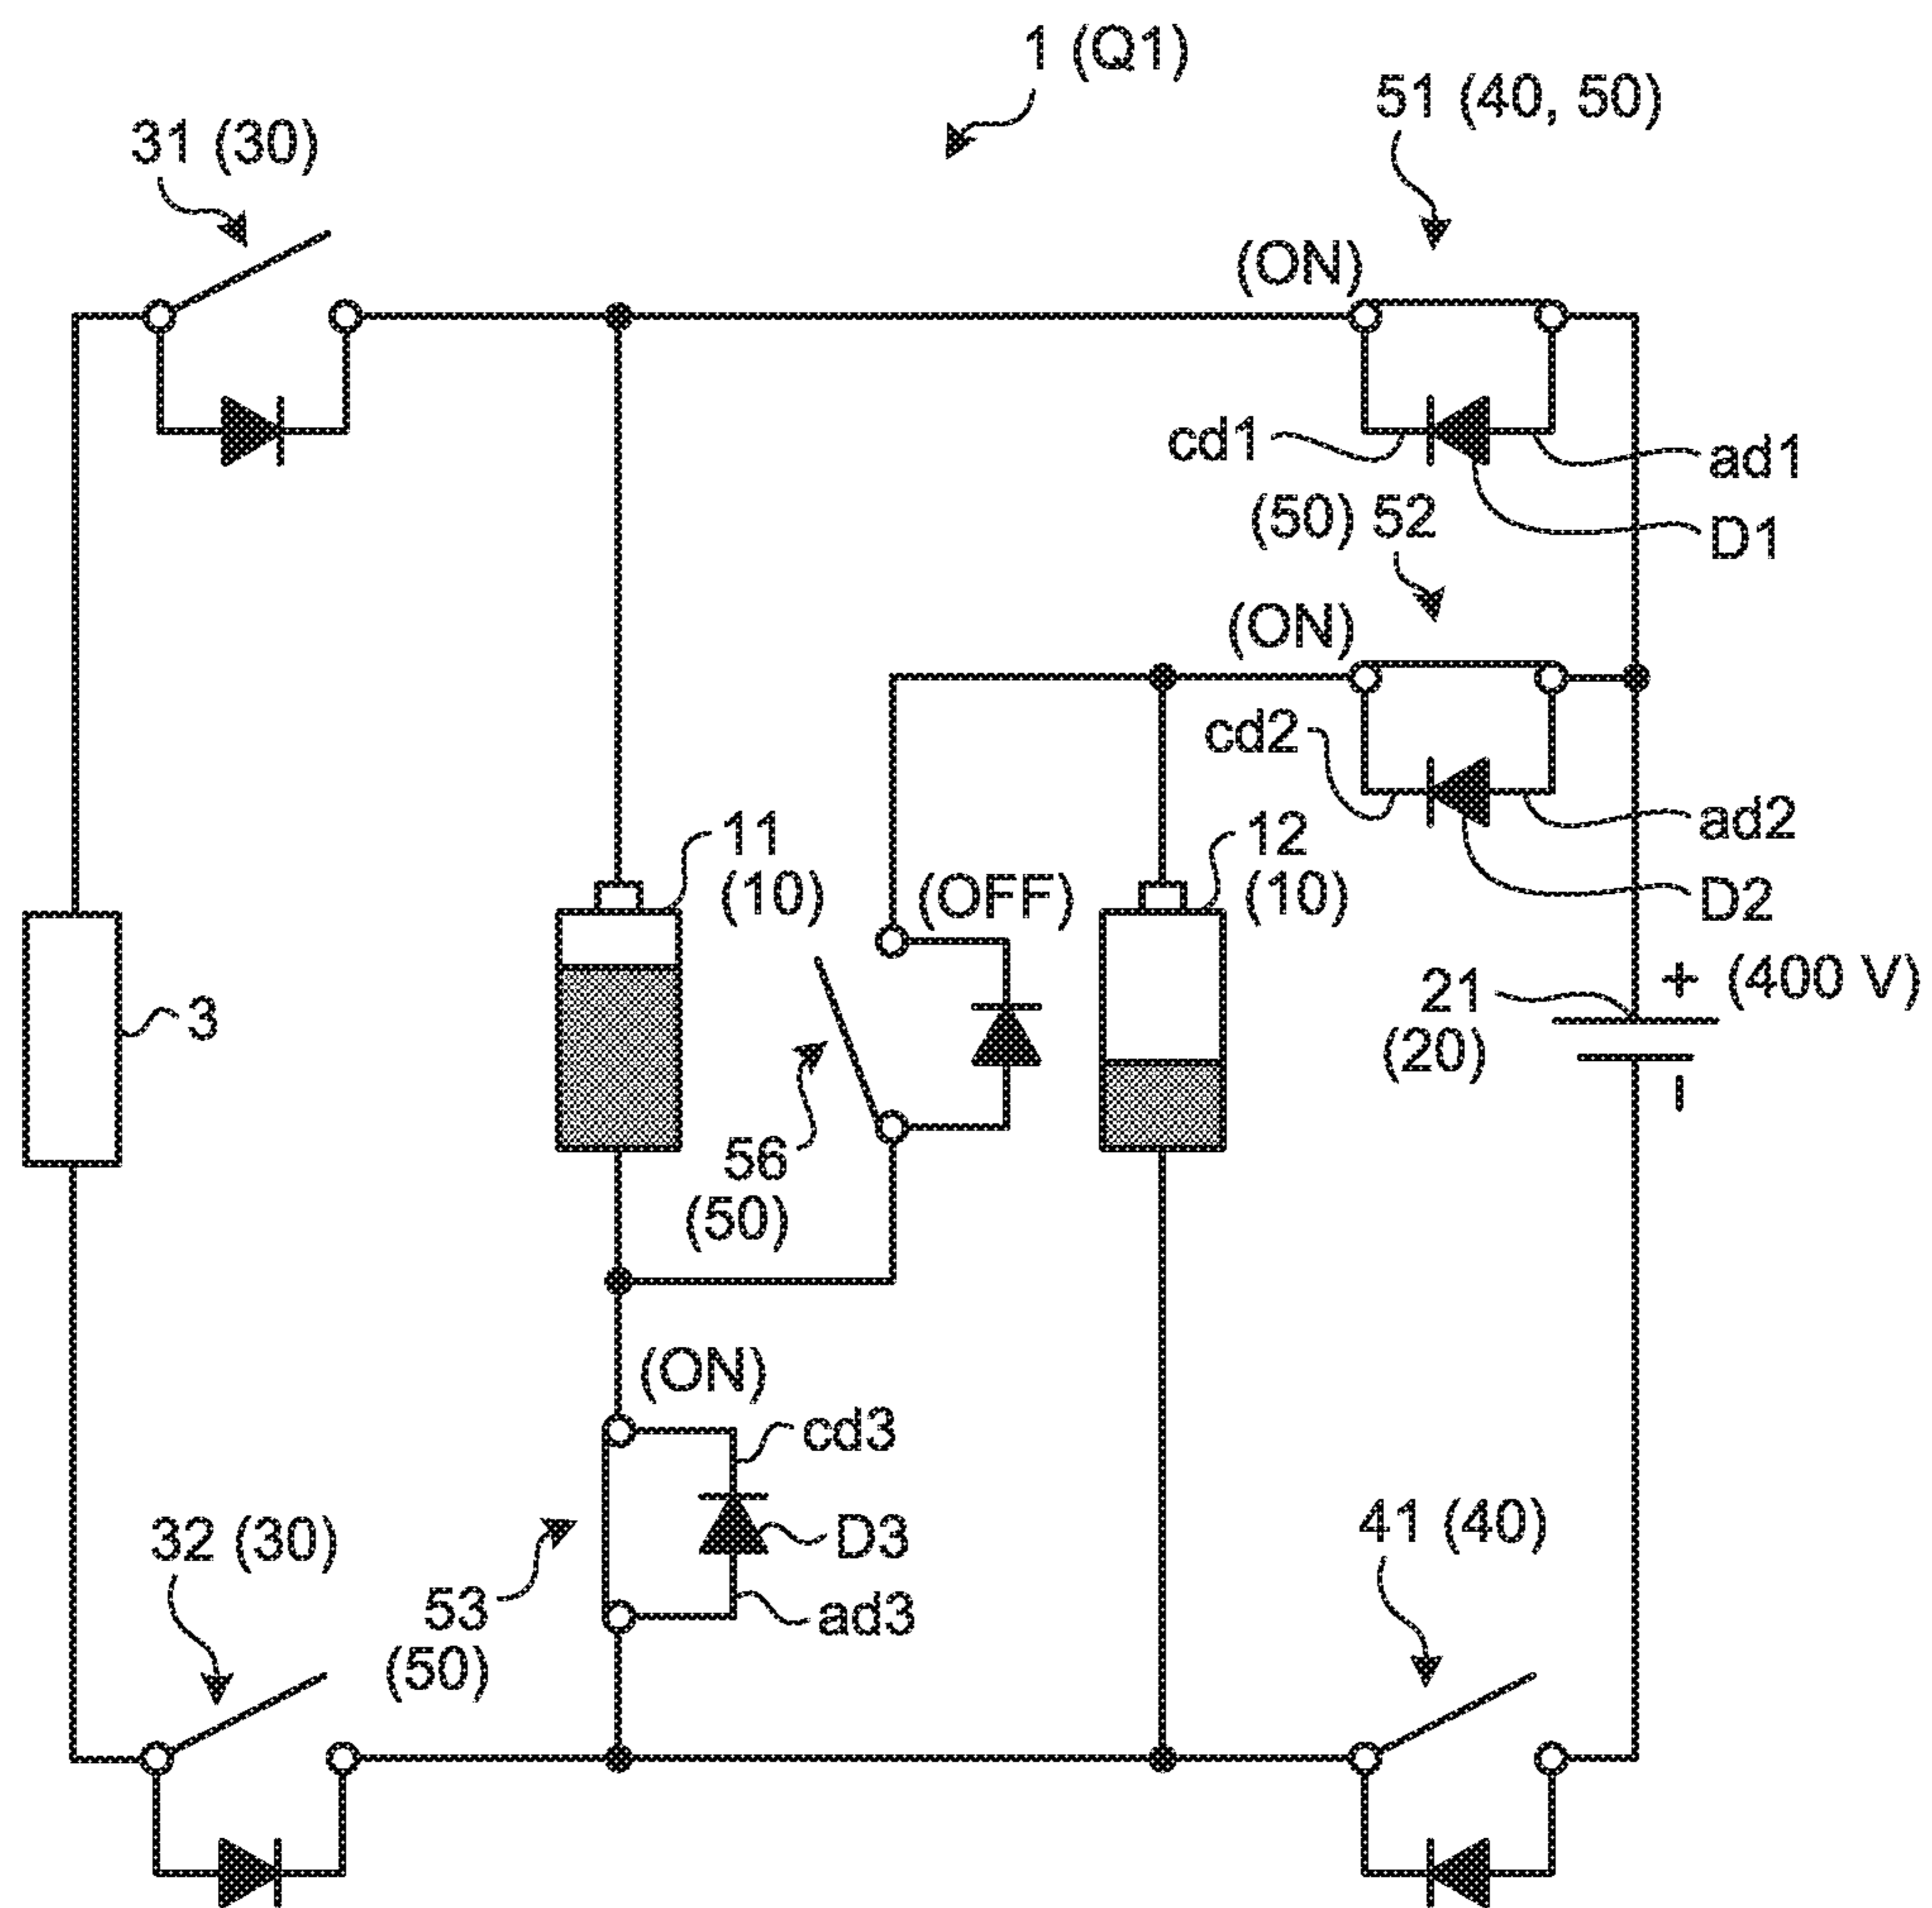 1 (Q1)
51 (40, 50)
31 (30)
(ON)
cd1
ad1
(50) 52
D1
(ON)
cd2
ad2
11
(10)
12
(10)
(OFF)
D2
21
(20)
+ (400 V)
−
3
56
(50)
(ON)
cd3
32 (30)
D3
41 (40)
53
(50)
ad3